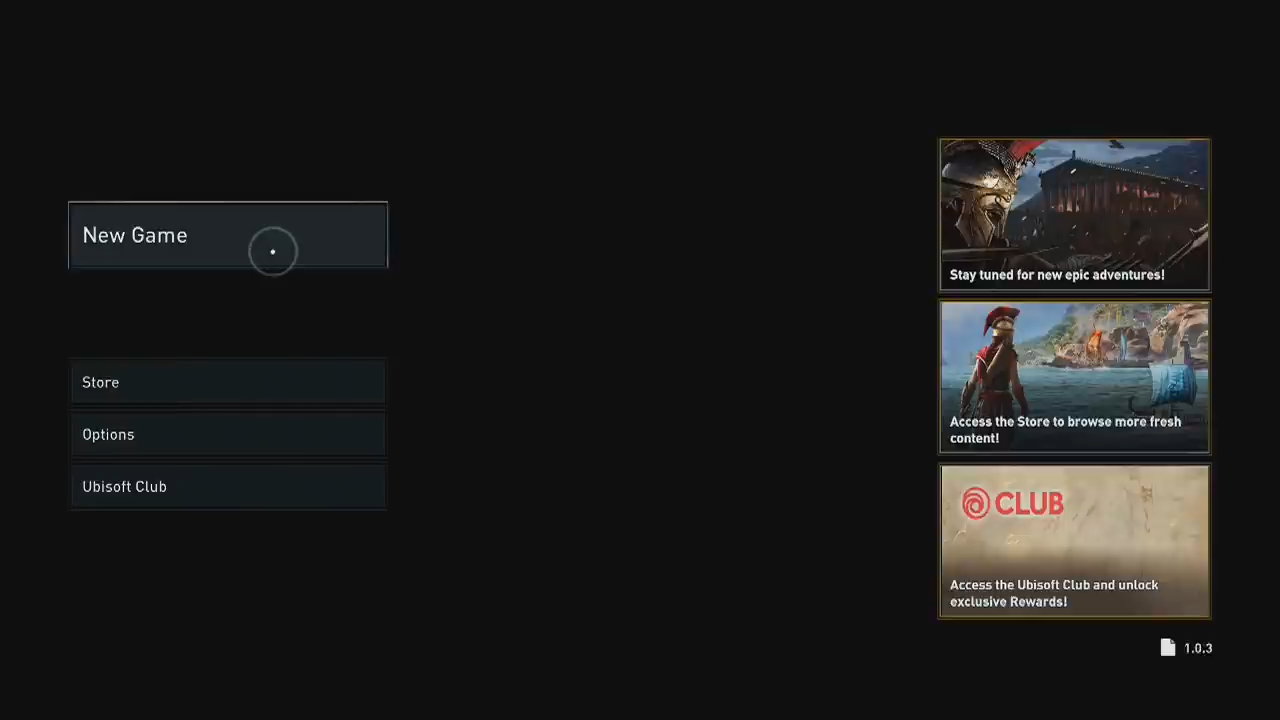 New Game
Store
Options
Ubisoft Club
Stay tuned for new epic adventures!
Access the Store to browse more fresh
content!
CLUB
Access the Ubisoft Club and unlock
exclusive Rewards!
1.0.3